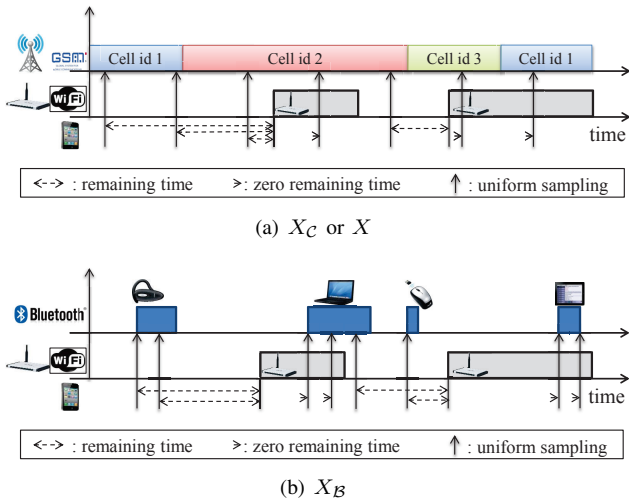 GSM
Cell id 1 Cell id 2 Cell id 3 Cell id 1
WiFi
time
: remaining time : zero remaining time : uniform sampling
(a) X_C or X
Bluetooth
WiFi
time
: remaining time : zero remaining time : uniform sampling
(b) X_B